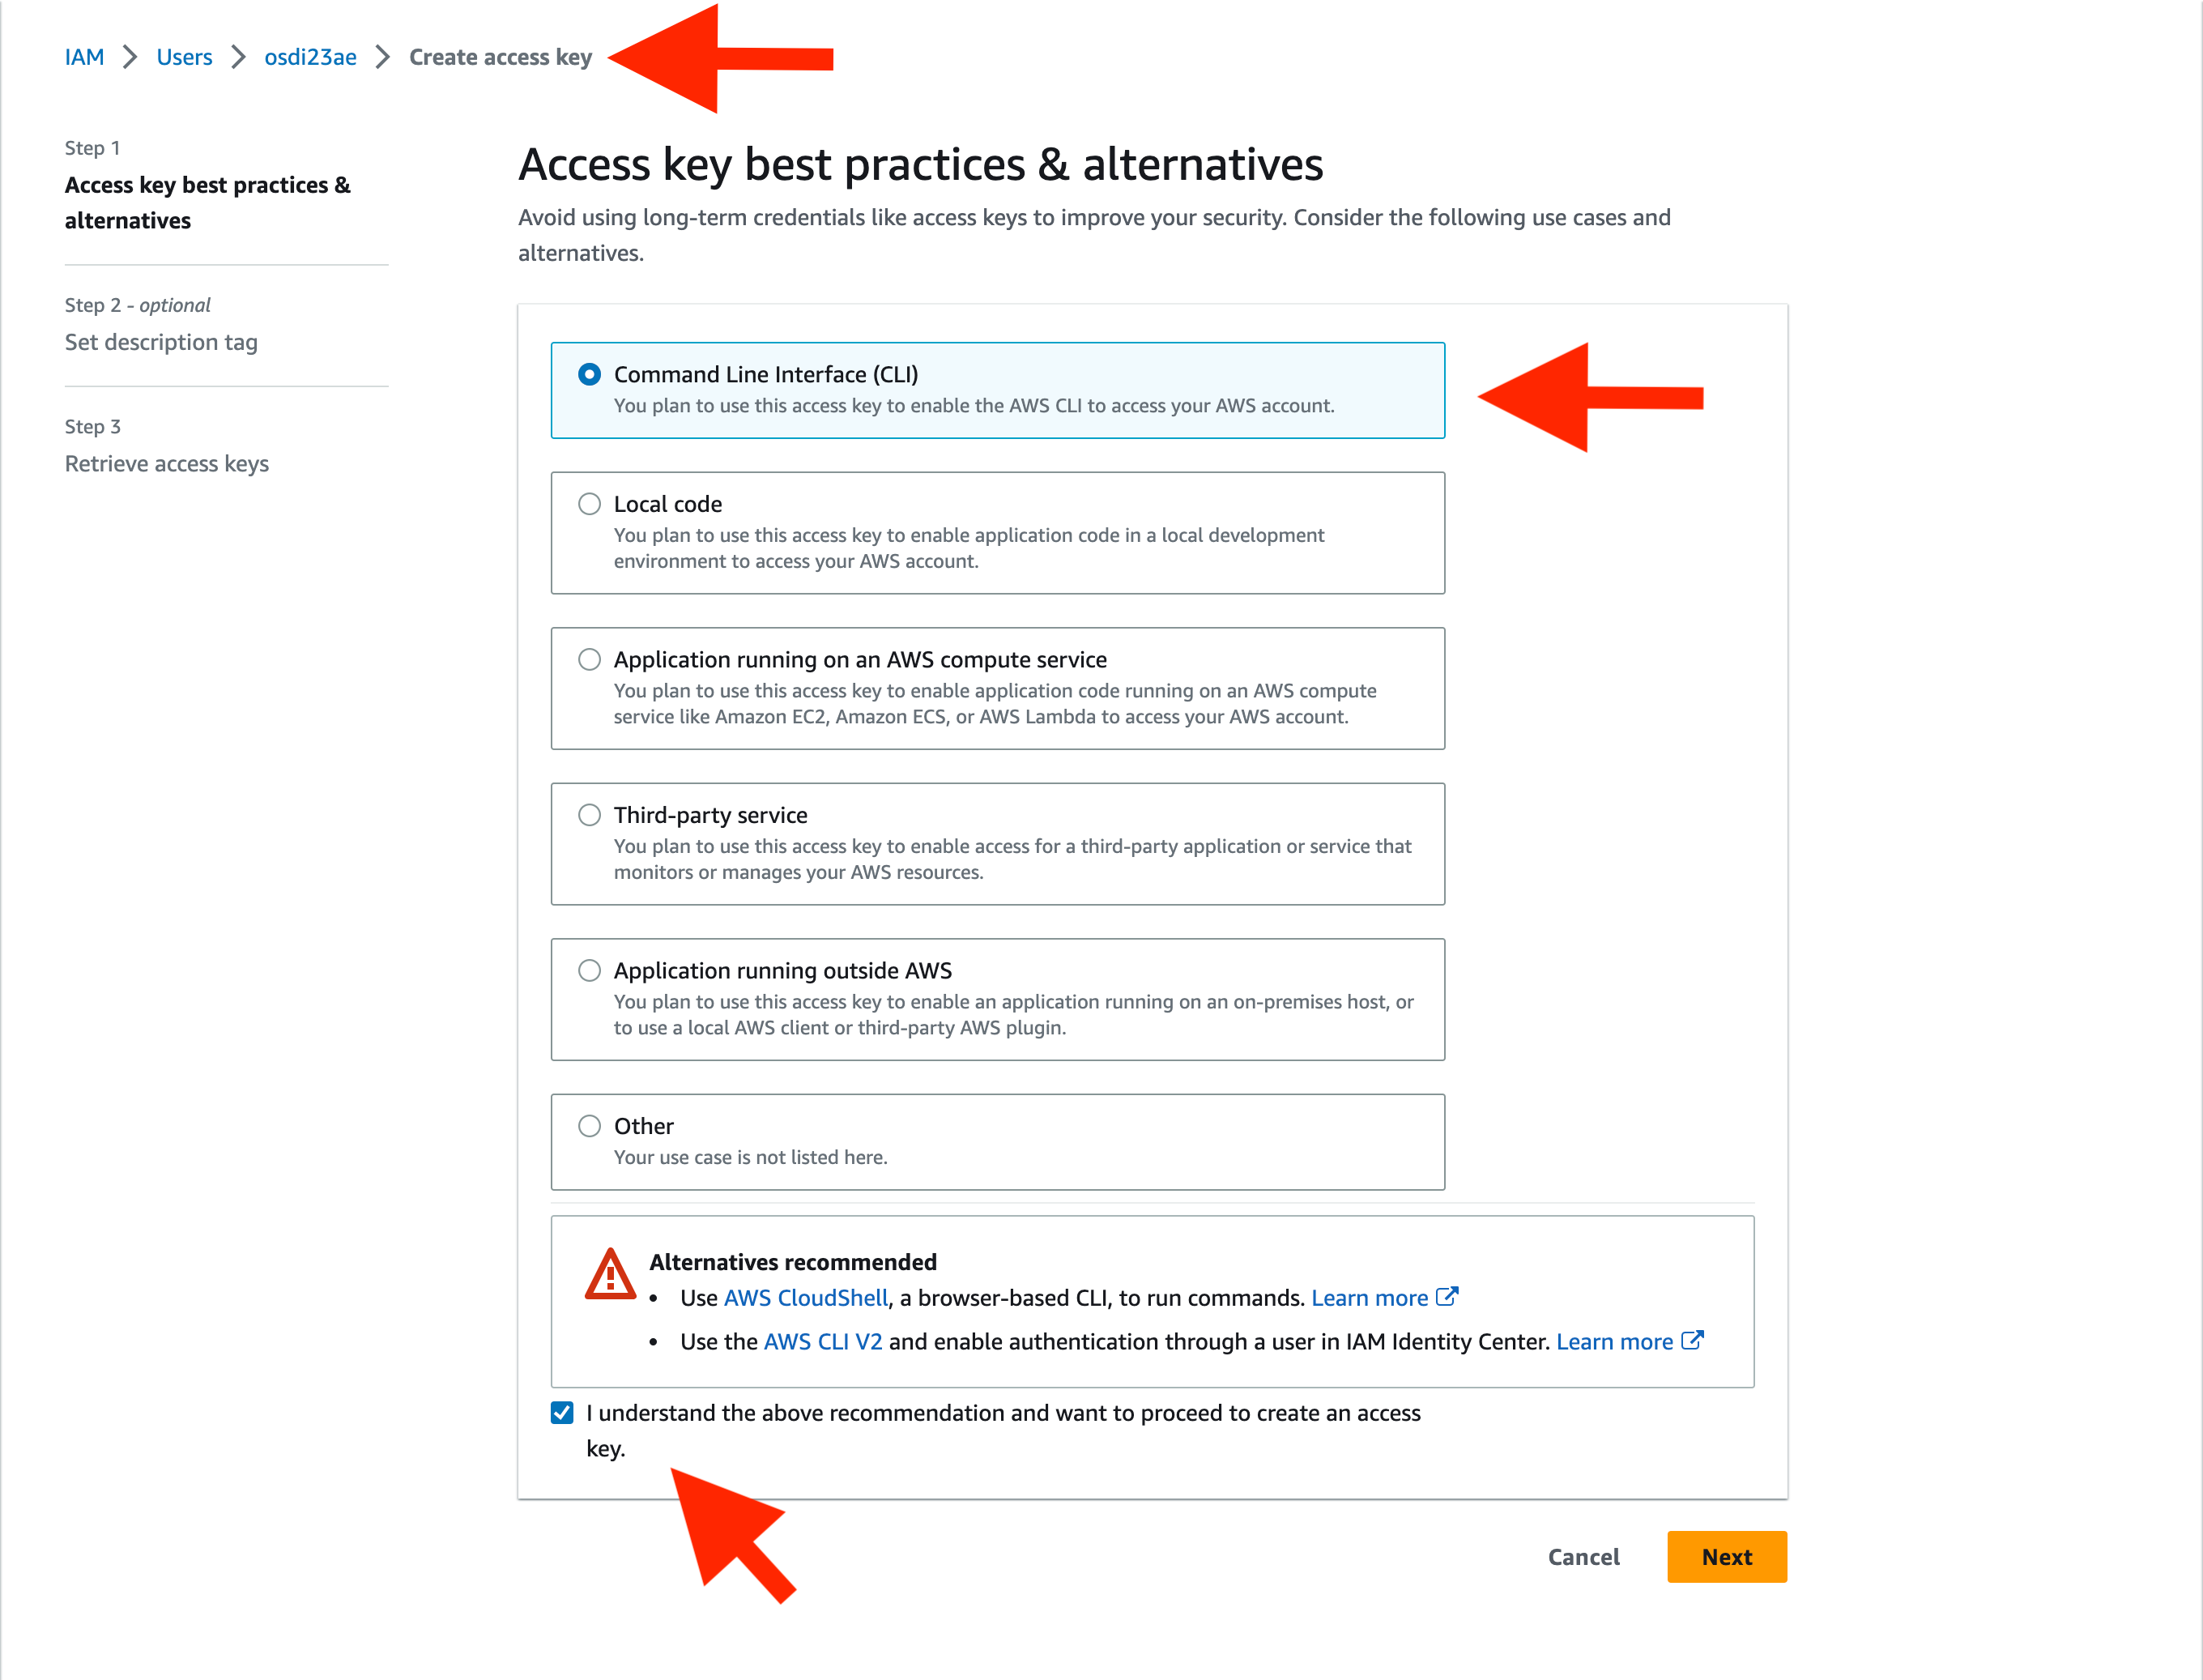 IAM > Users > osdi23ae > Create access key
Step 1
Access key best practices &
alternatives
Step 2 - optional
Set description tag
Step 3
Retrieve access keys
Access key best practices & alternatives
Avoid using long-term credentials like access keys to improve your security. Consider the following use cases and
alternatives.
Command Line Interface (CLI)
You plan to use this access key to enable the AWS CLI to access your AWS account.
Local code
You plan to use this access key to enable application code in a local development
environment to access your AWS account.
Application running on an AWS compute service
You plan to use this access key to enable application code running on an AWS compute
service like Amazon EC2, Amazon ECS, or AWS Lambda to access your AWS account.
Third-party service
You plan to use this access key to enable access for a third-party application or service that
monitors or manages your AWS resources.
Application running outside AWS
You plan to use this access key to enable an application running on an on-premises host, or
to use a local AWS client or third-party AWS plugin.
Other
Your use case is not listed here.
Alternatives recommended
• Use AWS CloudShell, a browser-based CLI, to run commands. Learn more
• Use the AWS CLI V2 and enable authentication through a user in IAM Identity Center. Learn more
I understand the above recommendation and want to proceed to create an access
key.
Cancel Next